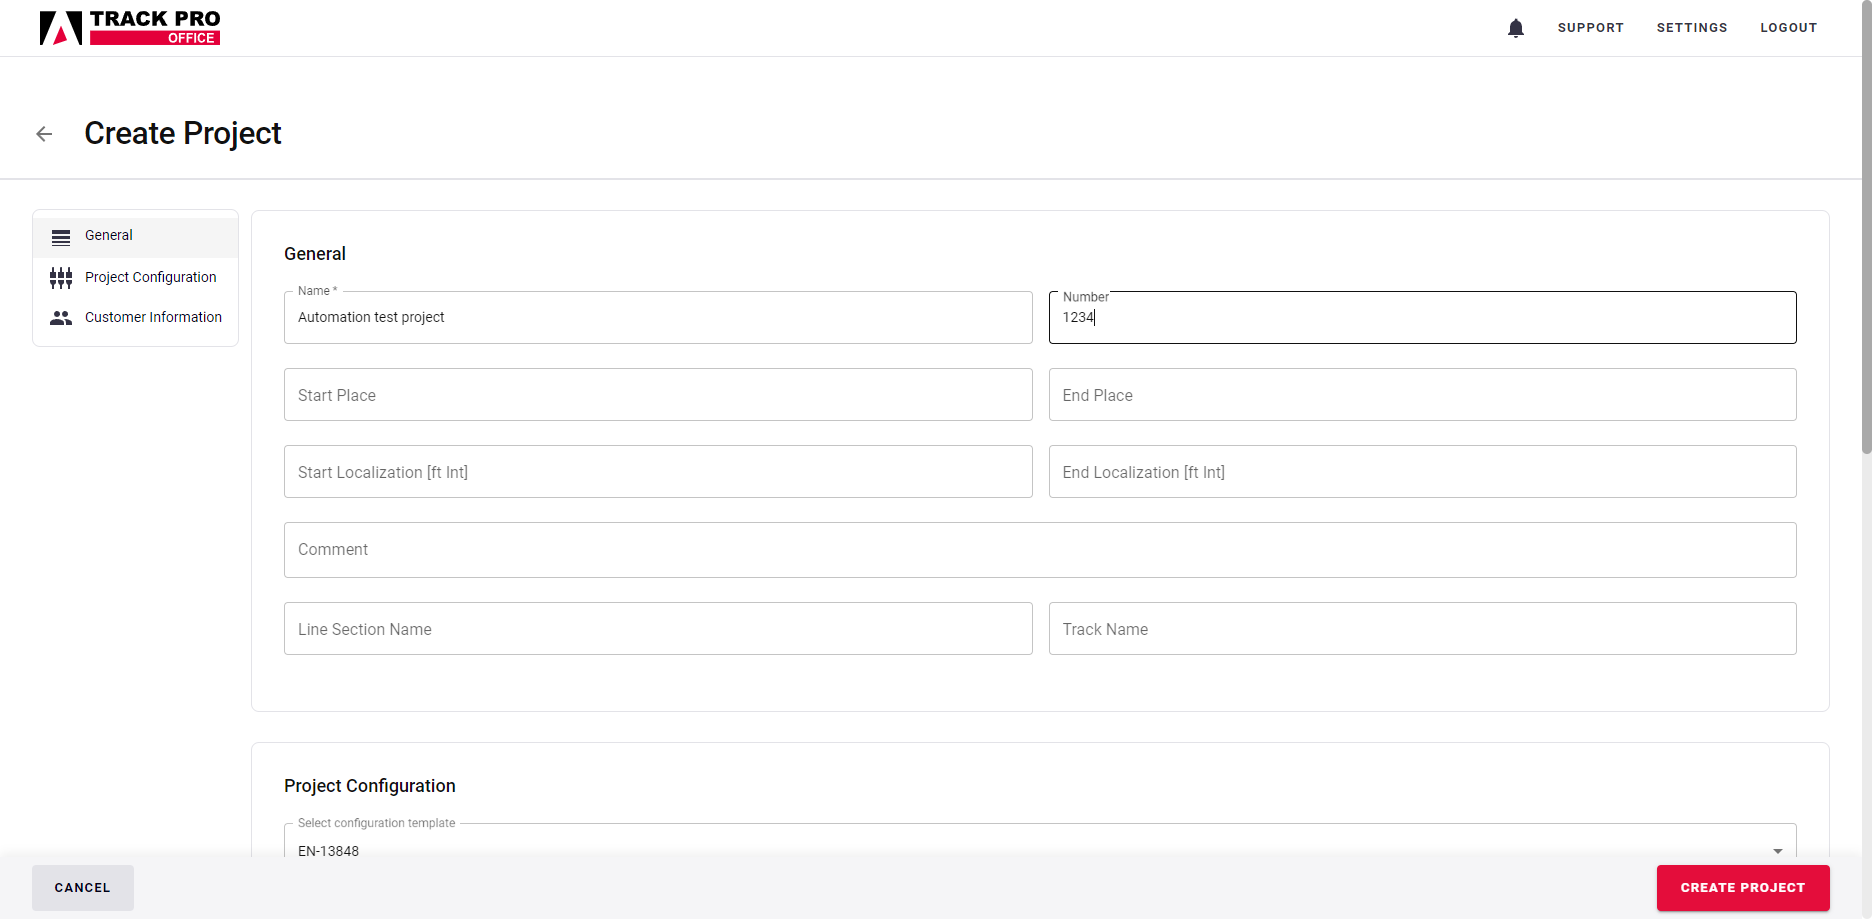 TRACK PRO
OFFICE
SUPPORT
SETTINGS
LOGOUT
Create Project
General
Project Configuration
Customer Information
General
Name *
Automation test project
Number
1234
Start Place
End Place
Start Localization [ft Int]
End Localization [ft Int]
Comment
Line Section Name
Track Name
Project Configuration
Select configuration template
EN-13848
CANCEL
CREATE PROJECT